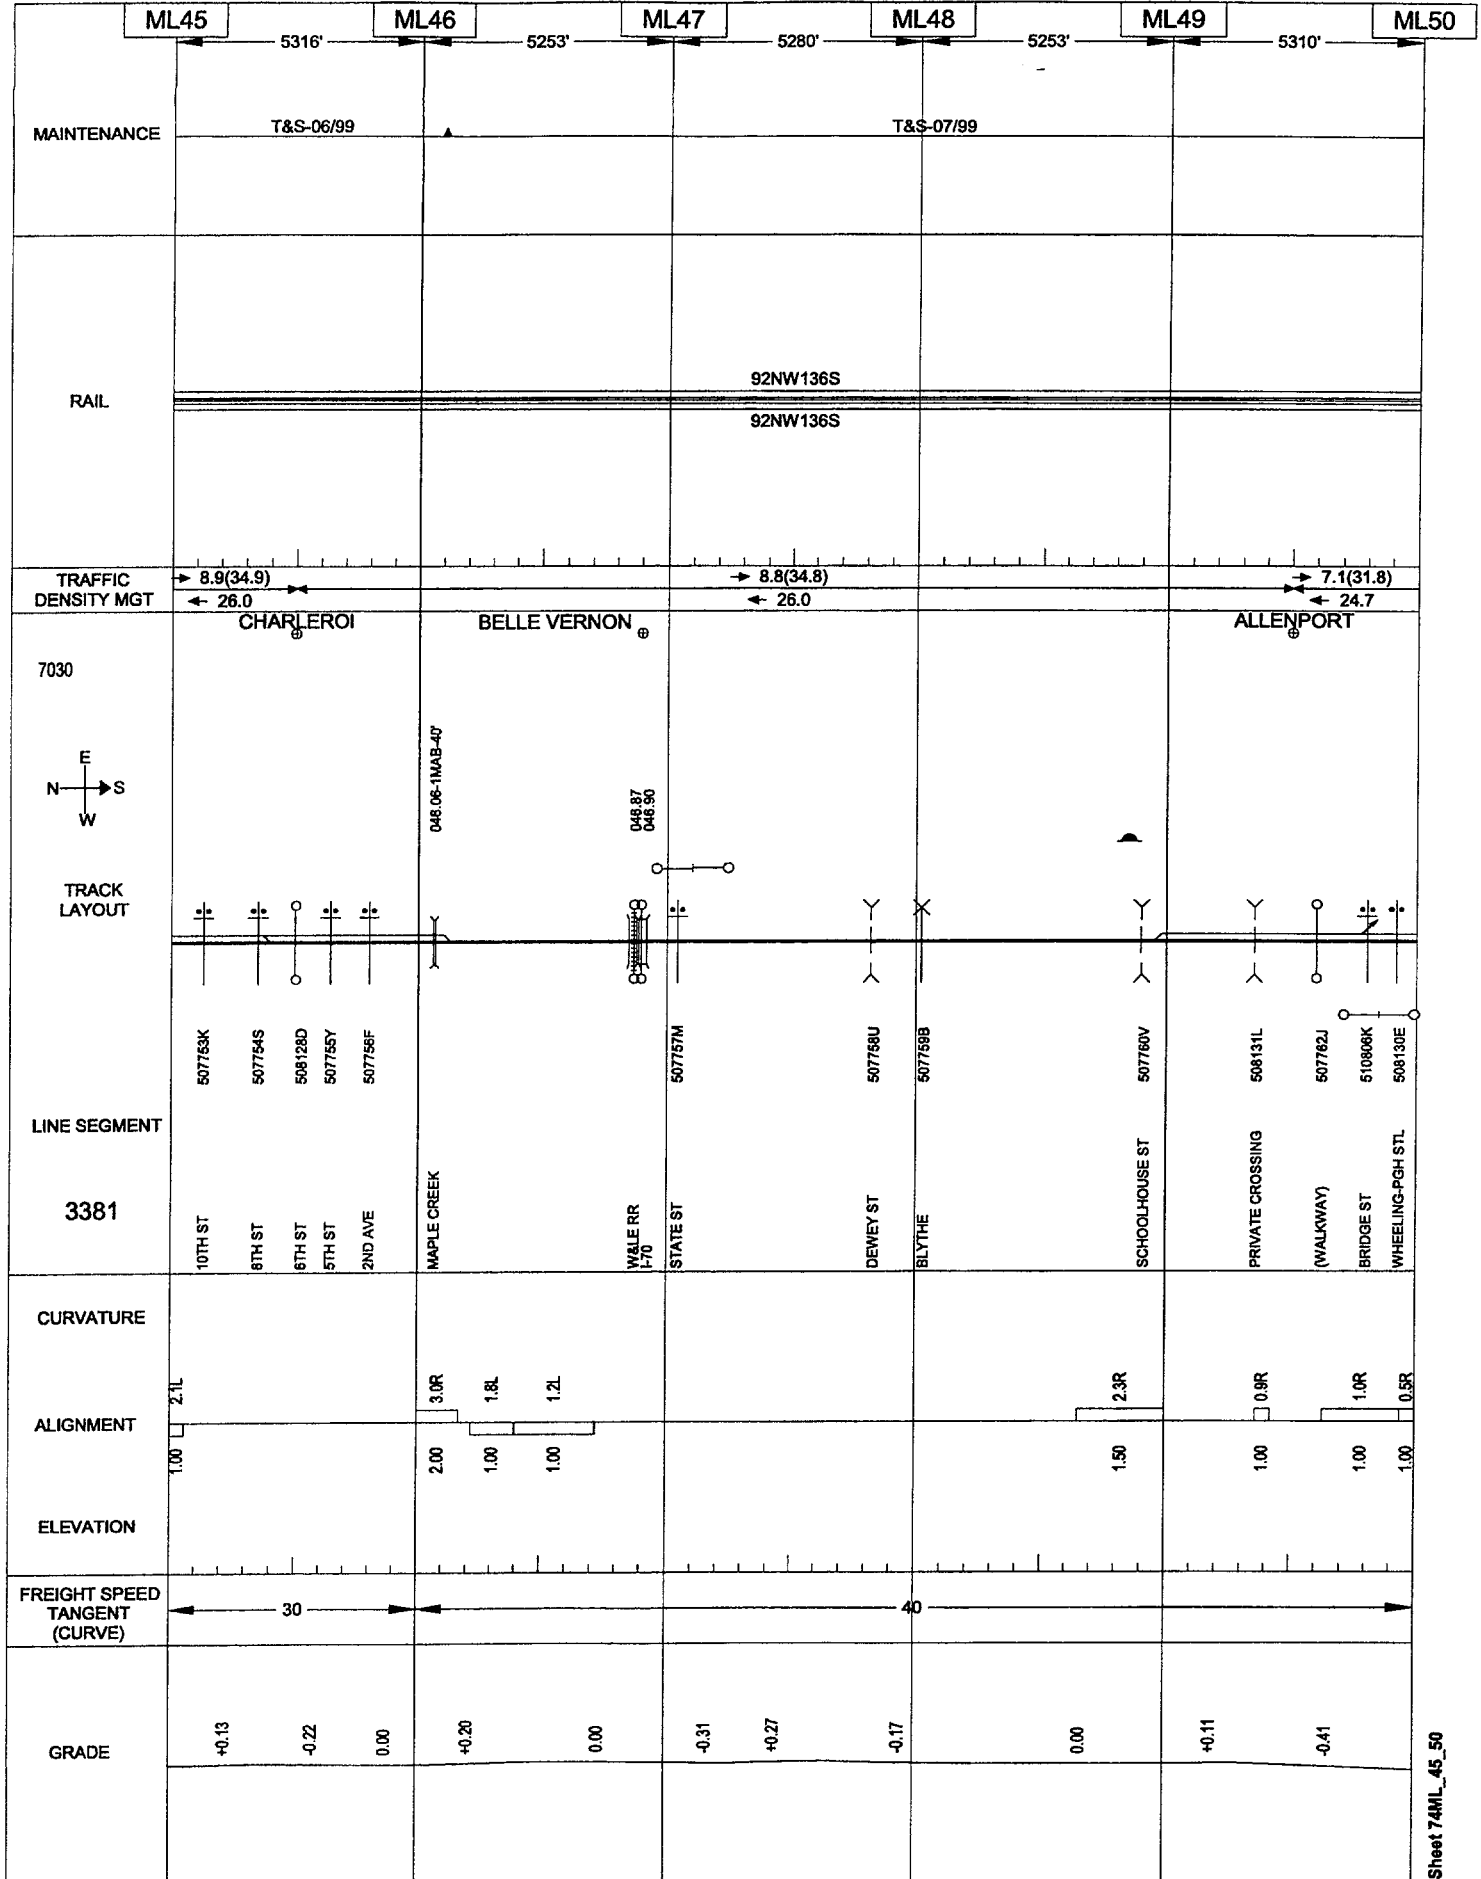 ML45 ML46 ML47 ML48 ML49 ML50
5316' 5253' 5280' 5253' 5310'
MAINTENANCE
T&S-06/99 T&S-07/99
RAIL
92NW136S
92NW136S
TRAFFIC
DENSITY MGT
8.9(34.9) 8.8(34.8) 7.1(31.8)
26.0 26.0 24.7
CHARLEROI BELLE VERNON ALLENPORT
7030
E
N S
W
046.06-1MAB-40'
046.87
046.90
TRACK
LAYOUT
507753K
507754S
508128D
507755Y
507756F
507757M
507758U
507759B
507760V
508131L
507762J
510806K
508130E
LINE SEGMENT
3381
10TH ST
8TH ST
6TH ST
5TH ST
2ND AVE
MAPLE CREEK
W&LE RR
I-70
STATE ST
DEWEY ST
BLYTHE
SCHOOLHOUSE ST
PRIVATE CROSSING
(WALKWAY)
BRIDGE ST
WHEELING-PGH STL
CURVATURE
2.1L 3.0R 1.8L 1.2L 2.3R 0.9R 1.0R 0.5R
ALIGNMENT
1.00 2.00 1.00 1.00 1.50 1.00 1.00 1.00
ELEVATION
FREIGHT SPEED
TANGENT
(CURVE)
30 40
GRADE
+0.13 -0.22 0.00 +0.20 0.00 -0.31 +0.27 -0.17 0.00 +0.11 -0.41
Sheet 74ML_45_50